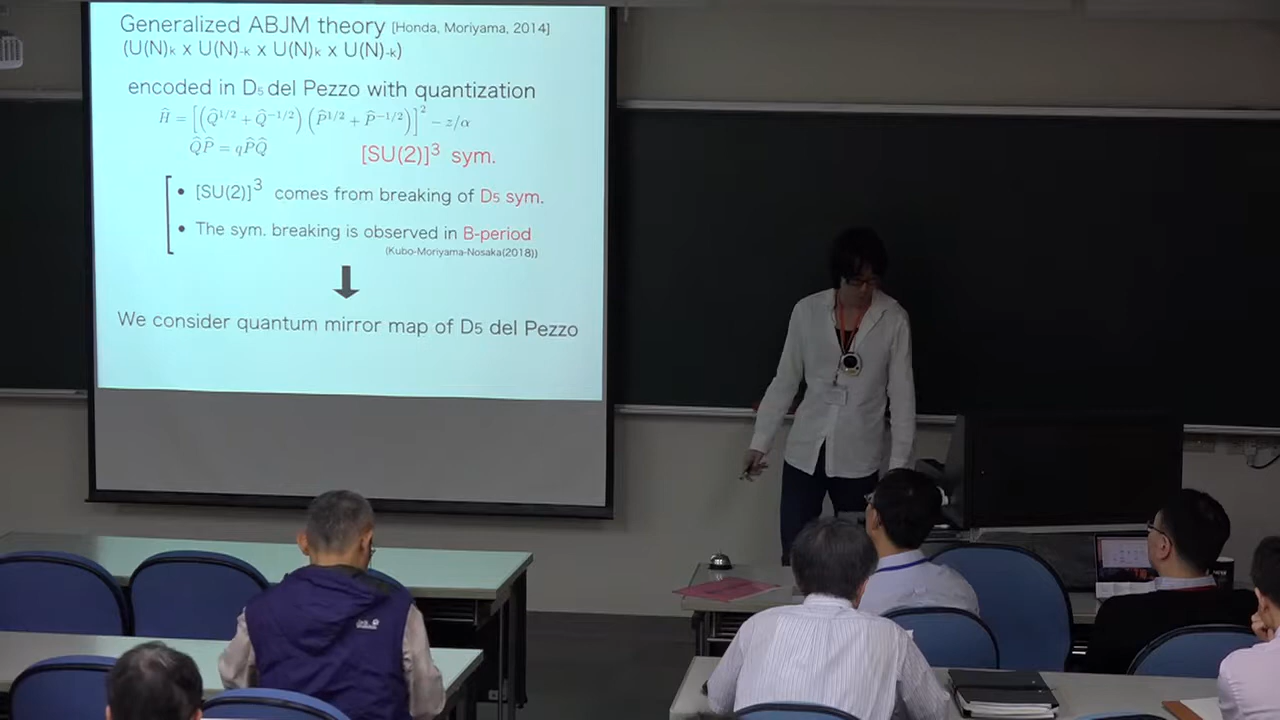 Generalized ABJM theory [Honda, Moriyama, 2014]
(U(N)k x U(N)-k x U(N)k x U(N)-k)
encoded in D5 del Pezzo with quantization
Ĥ = [(Q̂^{1/2} + Q̂^{-1/2}) (P̂^{1/2} + P̂^{-1/2})]^2 − z/α
Q̂P̂ = qP̂Q̂
[SU(2)]^3 sym.
• [SU(2)]^3 comes from breaking of D5 sym.
• The sym. breaking is observed in B-period
(Kubo-Moriyama-Nosaka(2018))
We consider quantum mirror map of D5 del Pezzo